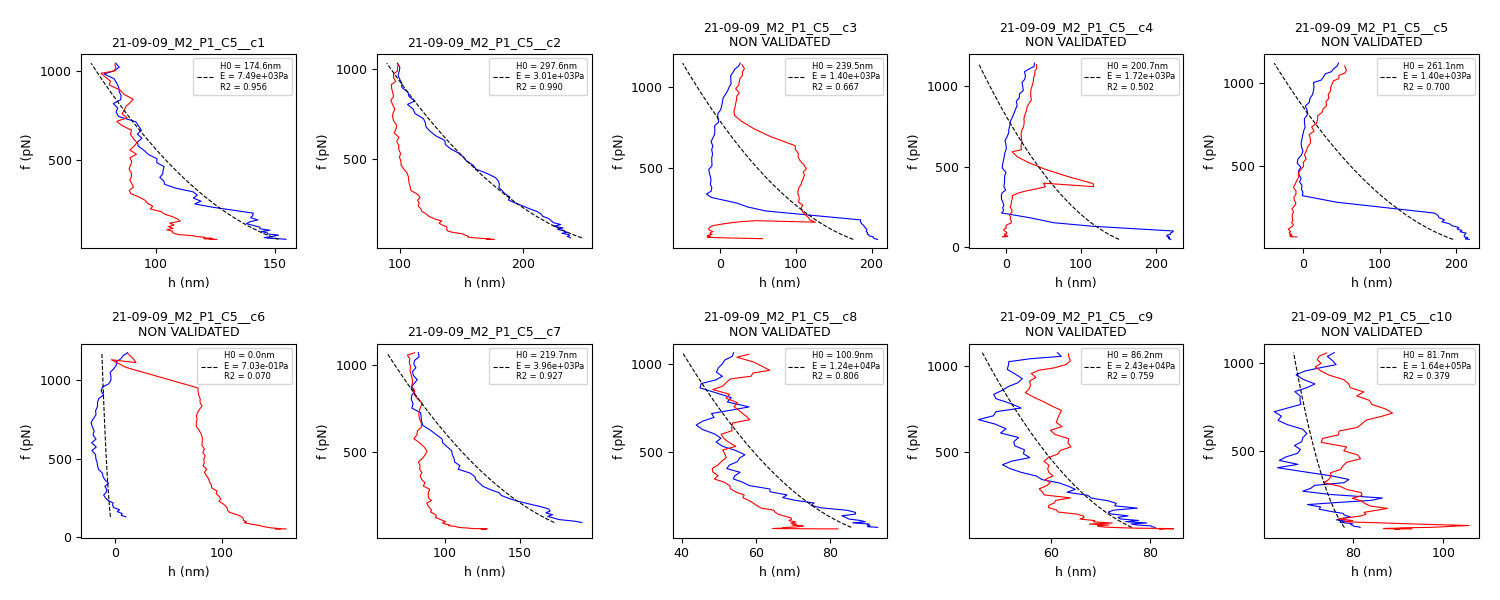 21-09-09_M2_P1_C5__c1
H0 = 174.6nm
E = 7.49e+03Pa
R2 = 0.956
1000
500
f (pN)
100
150
h (nm)
21-09-09_M2_P1_C5__c2
H0 = 297.6nm
E = 3.01e+03Pa
R2 = 0.990
1000
500
f (pN)
100
200
h (nm)
21-09-09_M2_P1_C5__c3
NON VALIDATED
H0 = 239.5nm
E = 1.40e+03Pa
R2 = 0.667
1000
500
f (pN)
0
100
200
h (nm)
21-09-09_M2_P1_C5__c4
NON VALIDATED
H0 = 200.7nm
E = 1.72e+03Pa
R2 = 0.502
1000
500
0
f (pN)
0
100
200
h (nm)
21-09-09_M2_P1_C5__c5
NON VALIDATED
H0 = 261.1nm
E = 1.40e+03Pa
R2 = 0.700
1000
500
f (pN)
0
100
200
h (nm)
21-09-09_M2_P1_C5__c6
NON VALIDATED
H0 = 0.0nm
E = 7.03e-01Pa
R2 = 0.070
1000
500
0
f (pN)
0
100
h (nm)
21-09-09_M2_P1_C5__c7
H0 = 219.7nm
E = 3.96e+03Pa
R2 = 0.927
1000
500
f (pN)
100
150
h (nm)
21-09-09_M2_P1_C5__c8
NON VALIDATED
H0 = 100.9nm
E = 1.24e+04Pa
R2 = 0.806
1000
500
f (pN)
40
60
80
h (nm)
21-09-09_M2_P1_C5__c9
NON VALIDATED
H0 = 86.2nm
E = 2.43e+04Pa
R2 = 0.759
1000
500
f (pN)
60
80
h (nm)
21-09-09_M2_P1_C5__c10
NON VALIDATED
H0 = 81.7nm
E = 1.64e+05Pa
R2 = 0.379
1000
500
f (pN)
80
100
h (nm)